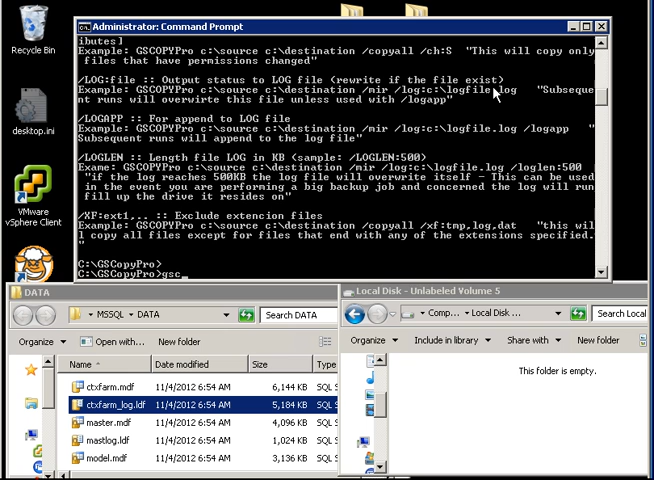 Recycle Bin
desktop.ini
VMware
vSphere Client
Administrator: Command Prompt
ibutes]
Example: GSCOPYPro c:\source c:\destination /copyall /ch:S "This will copy only
files that have permissions changed"
/LOG:file :: Output status to LOG file (rewrite if the file exist)
Example: GSCOPYPro c:\source c:\destination /mir /log:c:\logfile.log "Subseque
nt runs will overwirte this file unless used with /logapp"
/LOGAPP :: For append to LOG file
Example: GSCOPYPro c:\source c:\destination /mir /log:c:\logfile.log /logapp "
Subsequent runs will append to the log file"
/LOGLEN :: Length file LOG in KB (sample: /LOGLEN:500)
Exame: GSCOPYPro c:\source c:\destination /mir /log:c:\logfile.log /loglen:500
"if the log reaches 500KB the log file will overwrite itself - This can be used
in the event you are performing a big backup job and concerned the log will run
fill up the drive it resides on"
/XF:ext1,.. :: Exclude extencion files
Example: GSCOPYPro c:\source c:\destination /copyall /xf:tmp,log,dat "this wil
l copy all files except for files that end with any of the extensions specified.
"
C:\GSCopyPro>
C:\GSCopyPro>gsc_
DATA
MSSQL DATA
Search DATA
Organize Open with... New folder
Name Date modified Size Type
ctxfarm.mdf 11/4/2012 6:54 AM 6,144 KB SQL S
ctxfarm_log.ldf 11/4/2012 6:54 AM 5,184 KB SQL S
master.mdf 11/4/2012 6:54 AM 4,096 KB SQL S
mastlog.ldf 11/4/2012 6:54 AM 1,024 KB SQL S
model.mdf 11/4/2012 6:54 AM 3,136 KB SQL S
Local Disk - Unlabeled Volume 5
Comp... Local Disk ...
Search Local
Organize Include in library Share with New folder
This folder is empty.